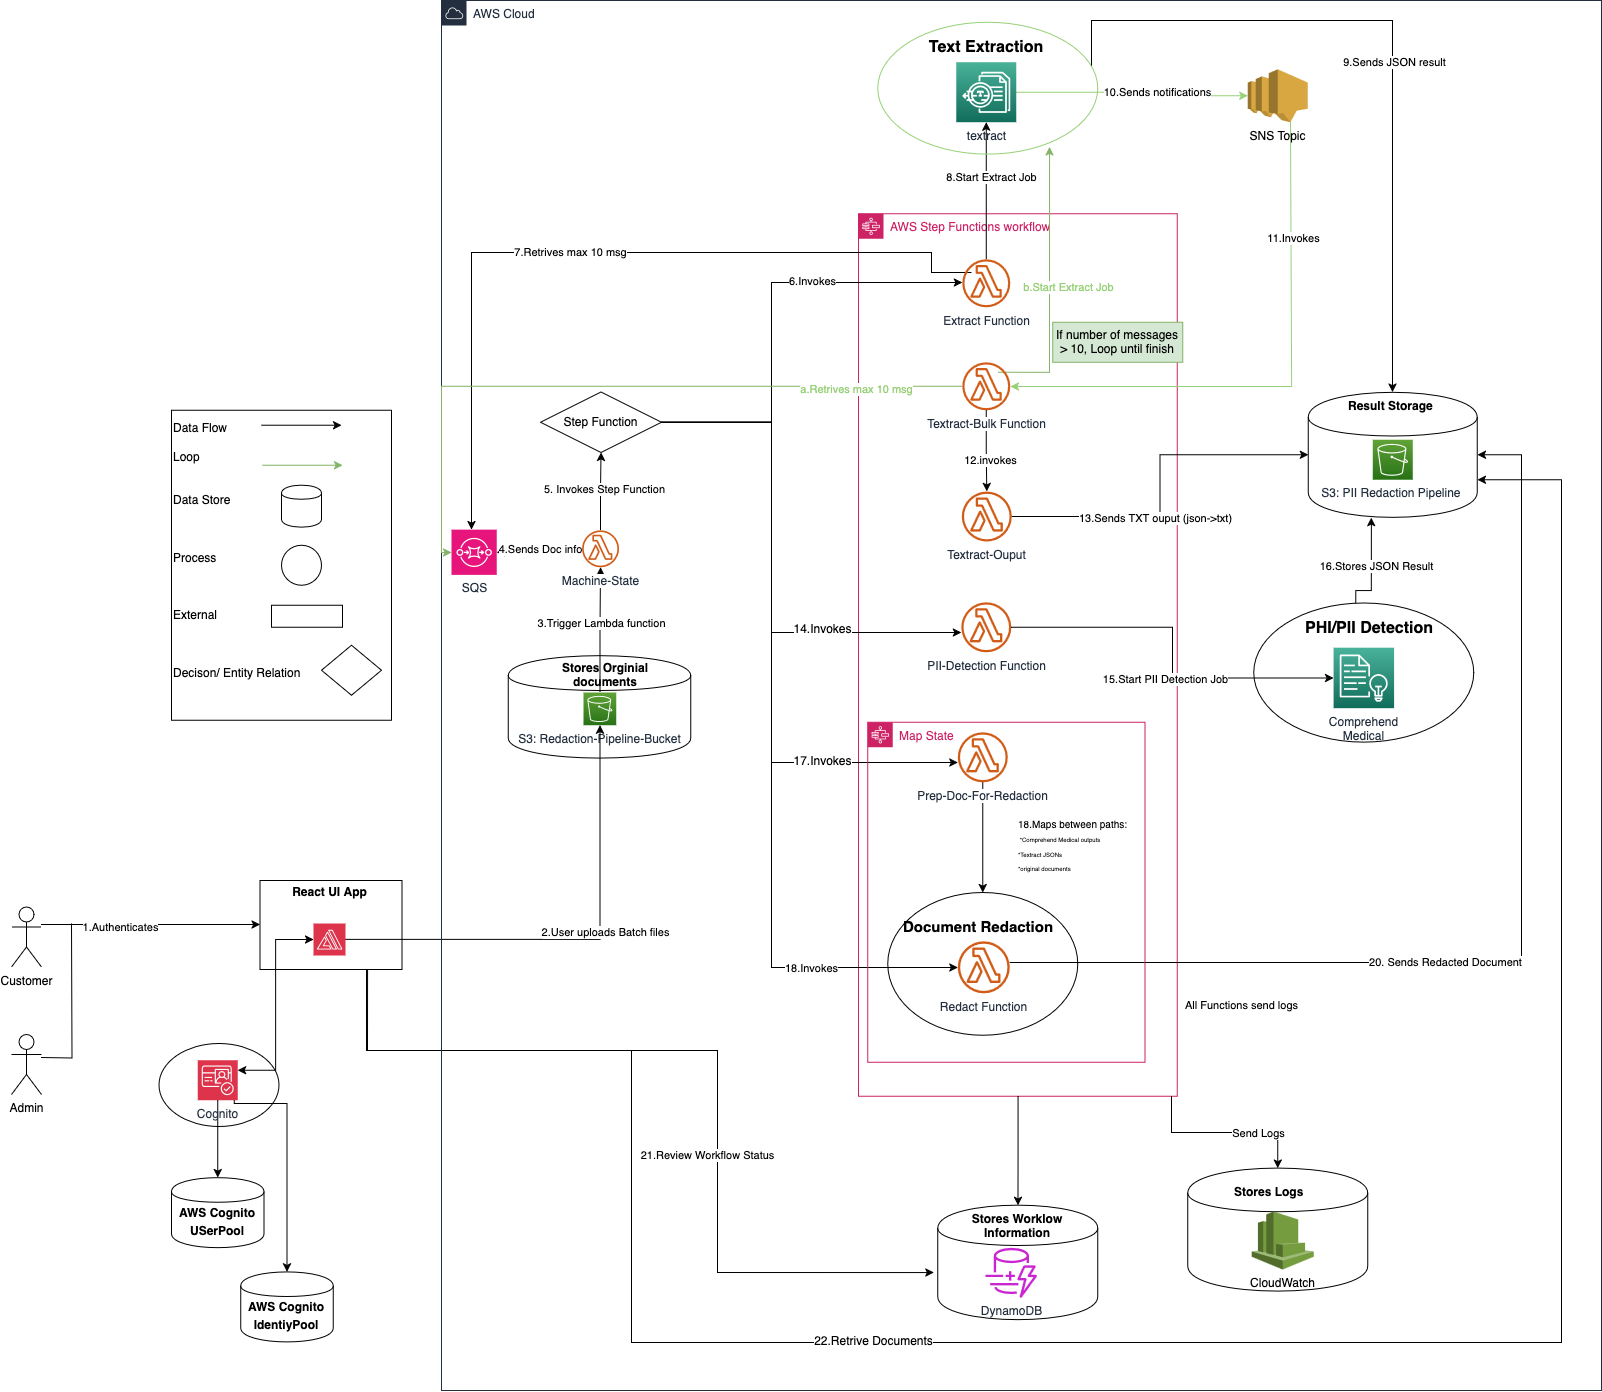 AWS Cloud
Text Extraction
textract
9.Sends JSON result
10.Sends notifications
SNS Topic
8.Start Extract Job
AWS Step Functions workflow
11.Invokes
7.Retrives max 10 msg
6.Invokes
b.Start Extract Job
Extract Function
If number of messages
> 10, Loop until finish
a.Retrives max 10 msg
Textract-Bulk Function
12.invokes
Result Storage
S3: PII Redaction Pipeline
13.Sends TXT ouput (json->txt)
Textract-Ouput
Step Function
5. Invokes Step Function
4.Sends Doc info
SQS
Machine-State
3.Trigger Lambda function
Stores Orginial
documents
S3: Redaction-Pipeline-Bucket
Data Flow
Loop
Data Store
Process
External
Decison/ Entity Relation
16.Stores JSON Result
14.Invokes
PII-Detection Function
PHI/PII Detection
15.Start PII Detection Job
Comprehend
Medical
Map State
17.Invokes
Prep-Doc-For-Redaction
18.Maps between paths:
*Comprehend Medical outputs
*Textract JSONs
*original documents
Document Redaction
18.Invokes
Redact Function
20. Sends Redacted Document
All Functions send logs
React UI App
1.Authenticates
2.User uploads Batch files
Customer
Admin
Cognito
AWS Cognito
USerPool
AWS Cognito
IdentiyPool
21.Review Workflow Status
Send Logs
Stores Logs
CloudWatch
Stores Worklow
Information
DynamoDB
22.Retrive Documents